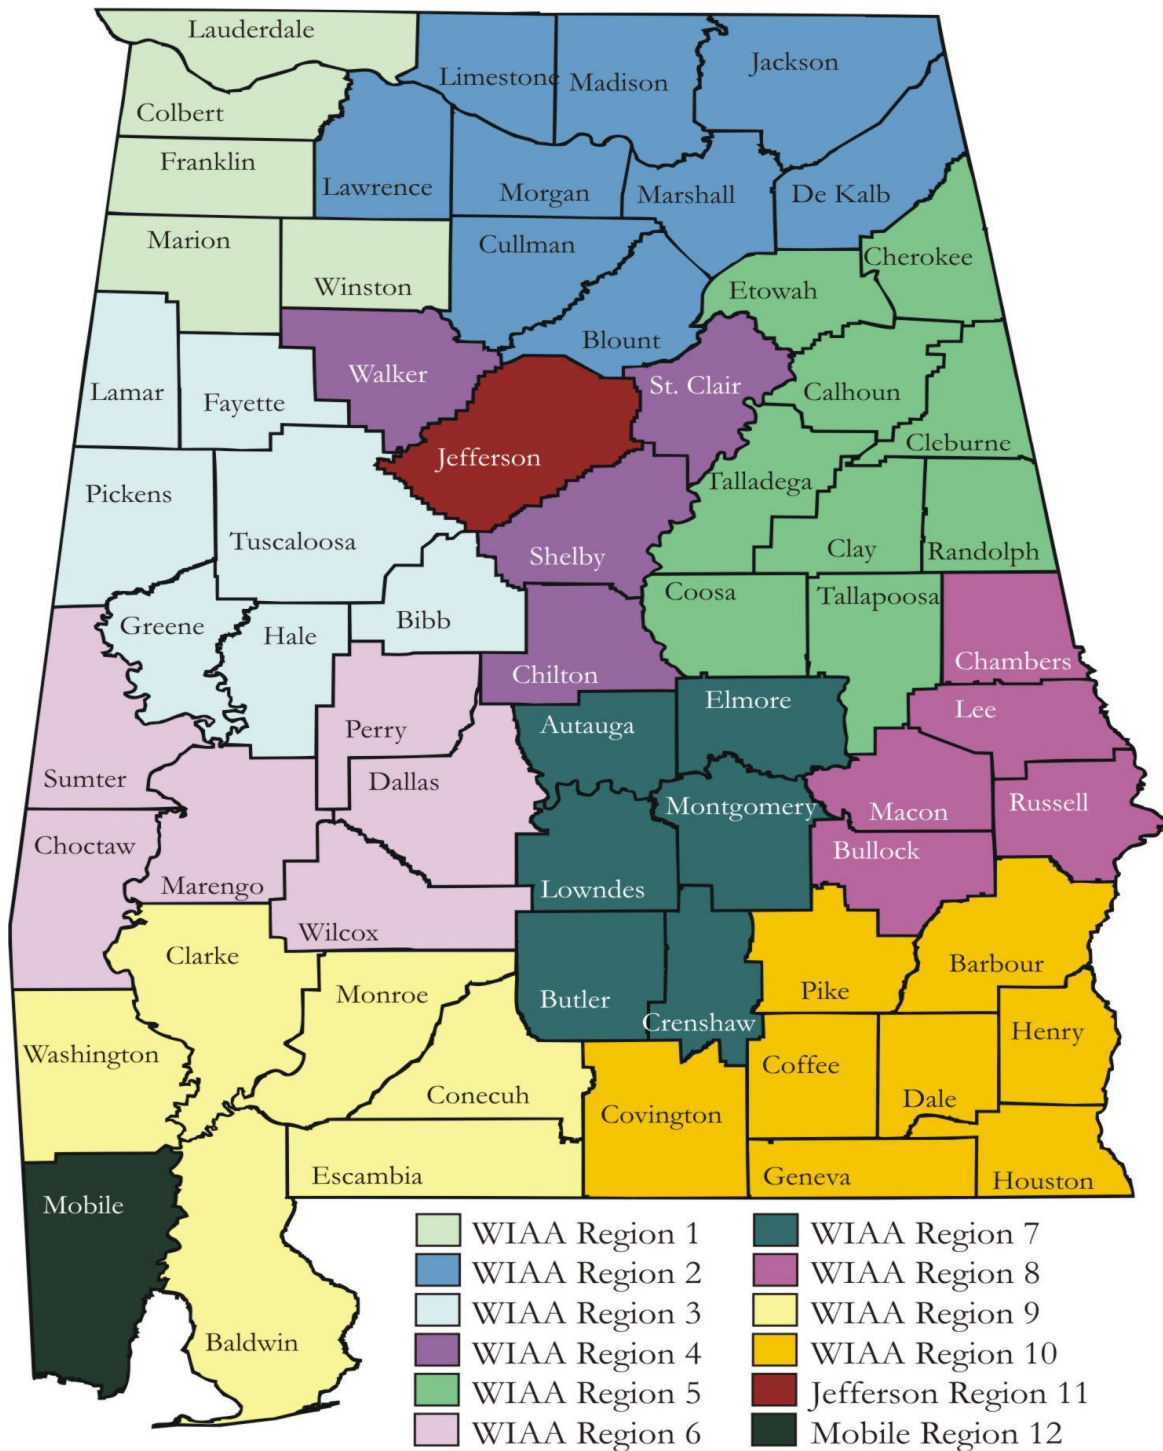 Lauderdale
Limestone
Madison
Jackson
Colbert
Franklin
Lawrence
Morgan
Marshall
De Kalb
Marion
Cullman
Cherokee
Winston
Etowah
Blount
Walker
St. Clair
Lamar
Fayette
Calhoun
Cleburne
Jefferson
Talladega
Pickens
Tuscaloosa
Shelby
Clay
Randolph
Coosa
Tallapoosa
Greene
Hale
Bibb
Chambers
Chilton
Elmore
Lee
Autauga
Perry
Sumter
Dallas
Montgomery
Macon
Russell
Choctaw
Bullock
Marengo
Lowndes
Wilcox
Clarke
Barbour
Monroe
Butler
Pike
Crenshaw
Henry
Washington
Coffee
Conecuh
Covington
Dale
Escambia
Geneva
Houston
Mobile
Baldwin
WIAA Region 1
WIAA Region 2
WIAA Region 3
WIAA Region 4
WIAA Region 5
WIAA Region 6
WIAA Region 7
WIAA Region 8
WIAA Region 9
WIAA Region 10
Jefferson Region 11
Mobile Region 12